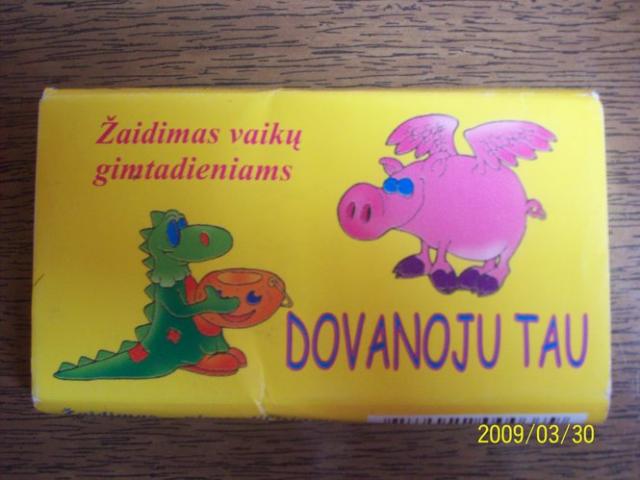 Žaidimas vaikų
gimtadieniams
DOVANOJU TAU
2009/03/30